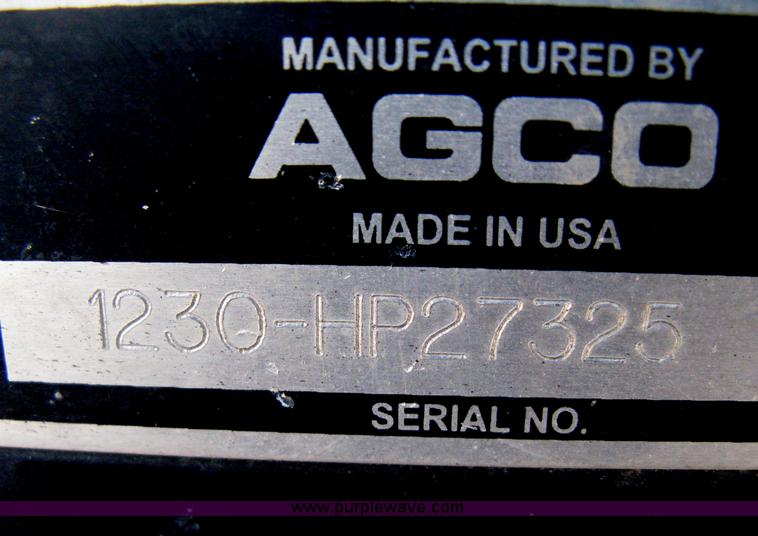 MANUFACTURED BY
AGCO
MADE IN USA
1230-HP27325
SERIAL NO.
www.purplewave.com